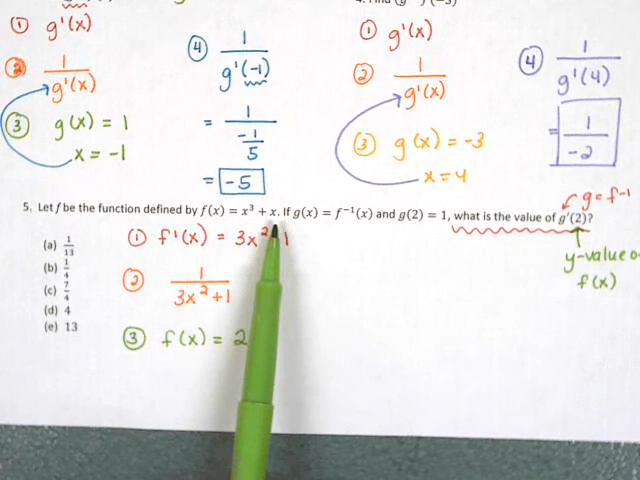 ① g'(x)
② 1/g'(x)
③ g(x) = 1
x = -1
④ 1/g'(-1)
= 1/(-1/5)
= -5
① g'(x)
② 1/g'(x)
③ g(x) = -3
x = 4
④ 1/g'(4)
= 1/-2
5. Let f be the function defined by f(x) = x³ + x. If g(x) = f⁻¹(x) and g(2) = 1, what is the value of g'(2)?
g = f⁻¹
y-value
f(x)
(a) 1/13
(b) 1/4
(c) 7/4
(d) 4
(e) 13
① f'(x) = 3x² 1
② 1/(3x²+1)
③ f(x) = 2